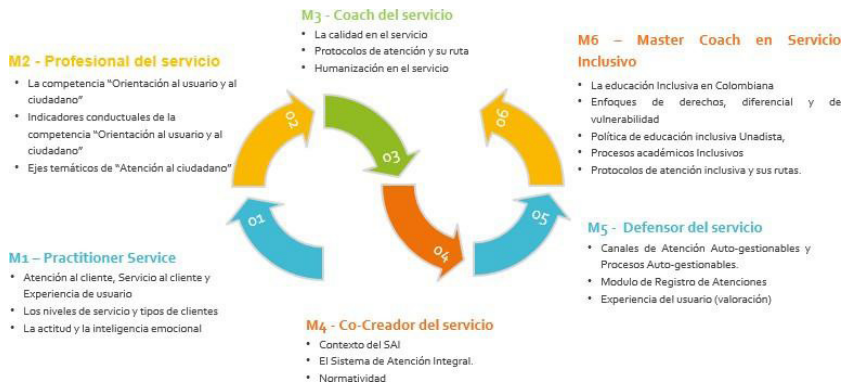 M1 – Practitioner Service
• Atención al cliente, Servicio al cliente y
Experiencia de usuario
• Los niveles de servicio y tipos de clientes
• La actitud y la inteligencia emocional
01
M2 - Profesional del servicio
• La competencia "Orientación al usuario y al
ciudadano"
• Indicadores conductuales de la
competencia "Orientación al usuario y al
ciudadano"
• Ejes temáticos de "Atención al ciudadano"
02
M3 - Coach del servicio
• La calidad en el servicio
• Protocolos de atención y su ruta
• Humanización en el servicio
03
M4 - Co-Creador del servicio
• Contexto del SAI
• El Sistema de Atención Integral.
• Normatividad
04
M5 - Defensor del servicio
• Canales de Atención Auto-gestionables y
Procesos Auto-gestionables.
• Modulo de Registro de Atenciones
• Experiencia del usuario (valoración)
05
M6 – Master Coach en Servicio
Inclusivo
• La educación Inclusiva en Colombiana
• Enfoques de derechos, diferencial y de
vulnerabilidad
• Política de educación inclusiva Unadista,
• Procesos académicos Inclusivos
• Protocolos de atención inclusiva y sus rutas.
06